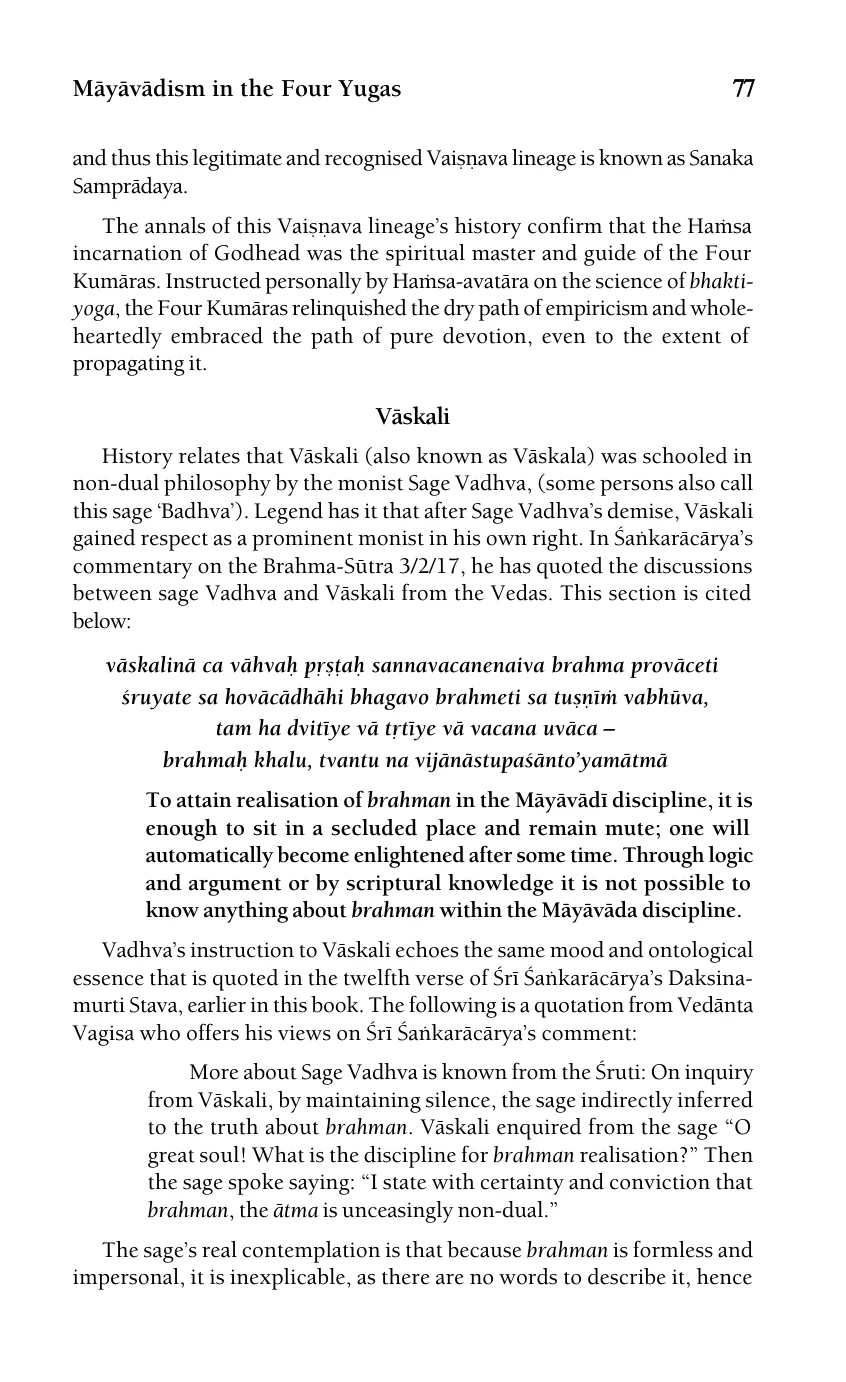 Māyāvādism in the Four Yugas 77
and thus this legitimate and recognised Vaiṣṇava lineage is known as Sanaka
Samprādaya.
The annals of this Vaiṣṇava lineage’s history confirm that the Haṁsa
incarnation of Godhead was the spiritual master and guide of the Four
Kumāras. Instructed personally by Haṁsa-avatāra on the science of bhakti-
yoga, the Four Kumāras relinquished the dry path of empiricism and whole-
heartedly embraced the path of pure devotion, even to the extent of
propagating it.
Vāskali
History relates that Vāskali (also known as Vāskala) was schooled in
non-dual philosophy by the monist Sage Vadhva, (some persons also call
this sage ‘Badhva’). Legend has it that after Sage Vadhva’s demise, Vāskali
gained respect as a prominent monist in his own right. In Śaṅkarācārya’s
commentary on the Brahma-Sūtra 3/2/17, he has quoted the discussions
between sage Vadhva and Vāskali from the Vedas. This section is cited
below:
vāskalinā ca vāhvaḥ pṛṣṭaḥ sannavacanenaiva brahma provāceti
śruyate sa hovācādhāhi bhagavo brahmeti sa tuṣṇīṁ vabhūva,
tam ha dvitīye vā tṛtīye vā vacana uvāca –
brahmaḥ khalu, tvantu na vijānāstupaśānto’yamātmā
To attain realisation of brahman in the Māyāvādī discipline, it is
enough to sit in a secluded place and remain mute; one will
automatically become enlightened after some time. Through logic
and argument or by scriptural knowledge it is not possible to
know anything about brahman within the Māyāvāda discipline.
Vadhva’s instruction to Vāskali echoes the same mood and ontological
essence that is quoted in the twelfth verse of Śrī Śaṅkarācārya’s Daksina-
murti Stava, earlier in this book. The following is a quotation from Vedānta
Vagisa who offers his views on Śrī Śaṅkarācārya’s comment:
More about Sage Vadhva is known from the Śruti: On inquiry
from Vāskali, by maintaining silence, the sage indirectly inferred
to the truth about brahman. Vāskali enquired from the sage “O
great soul! What is the discipline for brahman realisation?” Then
the sage spoke saying: “I state with certainty and conviction that
brahman, the ātma is unceasingly non-dual.”
The sage’s real contemplation is that because brahman is formless and
impersonal, it is inexplicable, as there are no words to describe it, hence